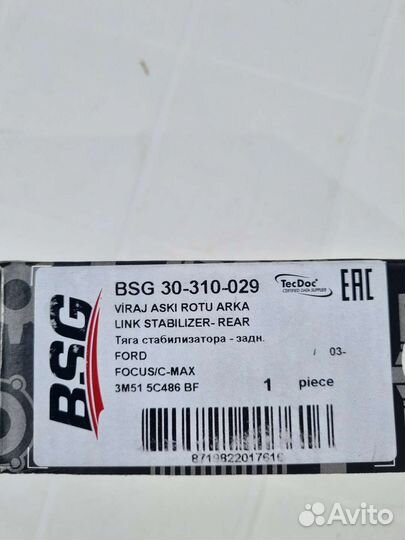 BSG
BSG 30-310-029
TecDoc
CERTIFIED DATA SUPPLIER
EAC
VİRAJ ASKI ROTU ARKA
LINK STABILIZER- REAR
Тяга стабилизатора - задн.
FORD
/ 03-
FOCUS/C-MAX
3M51 5C486 BF
1 piece
8719822017616
Avito